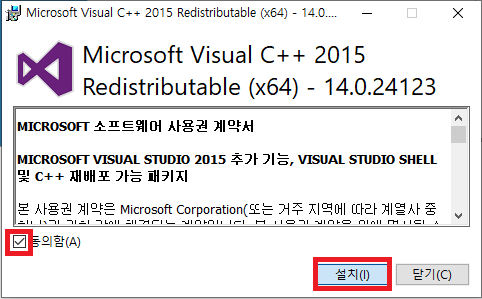 Microsoft Visual C++ 2015 Redistributable (x64) - 14.0....
Microsoft Visual C++ 2015
Redistributable (x64) - 14.0.24123
MICROSOFT 소프트웨어 사용권 계약서
MICROSOFT VISUAL STUDIO 2015 추가 기능, VISUAL STUDIO SHELL
및 C++ 재배포 가능 패키지
본 사용권 계약은 Microsoft Corporation(또는 거주 지역에 따라 계열사 중
동의함(A)
설치(I)
닫기(C)